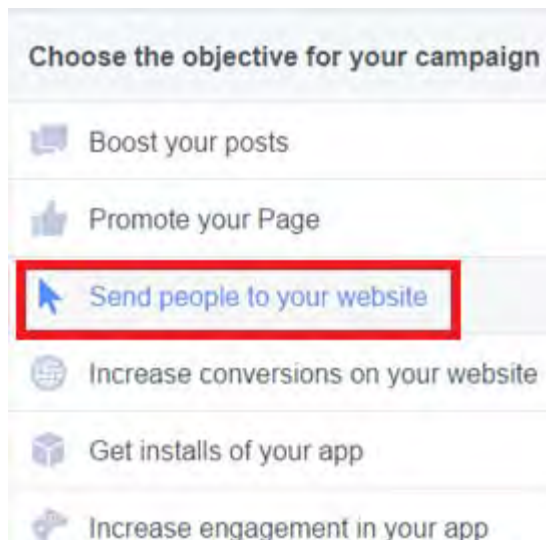 Choose the objective for your campaign
Boost your posts
Promote your Page
Send people to your website
Increase conversions on your website
Get installs of your app
Increase engagement in your app